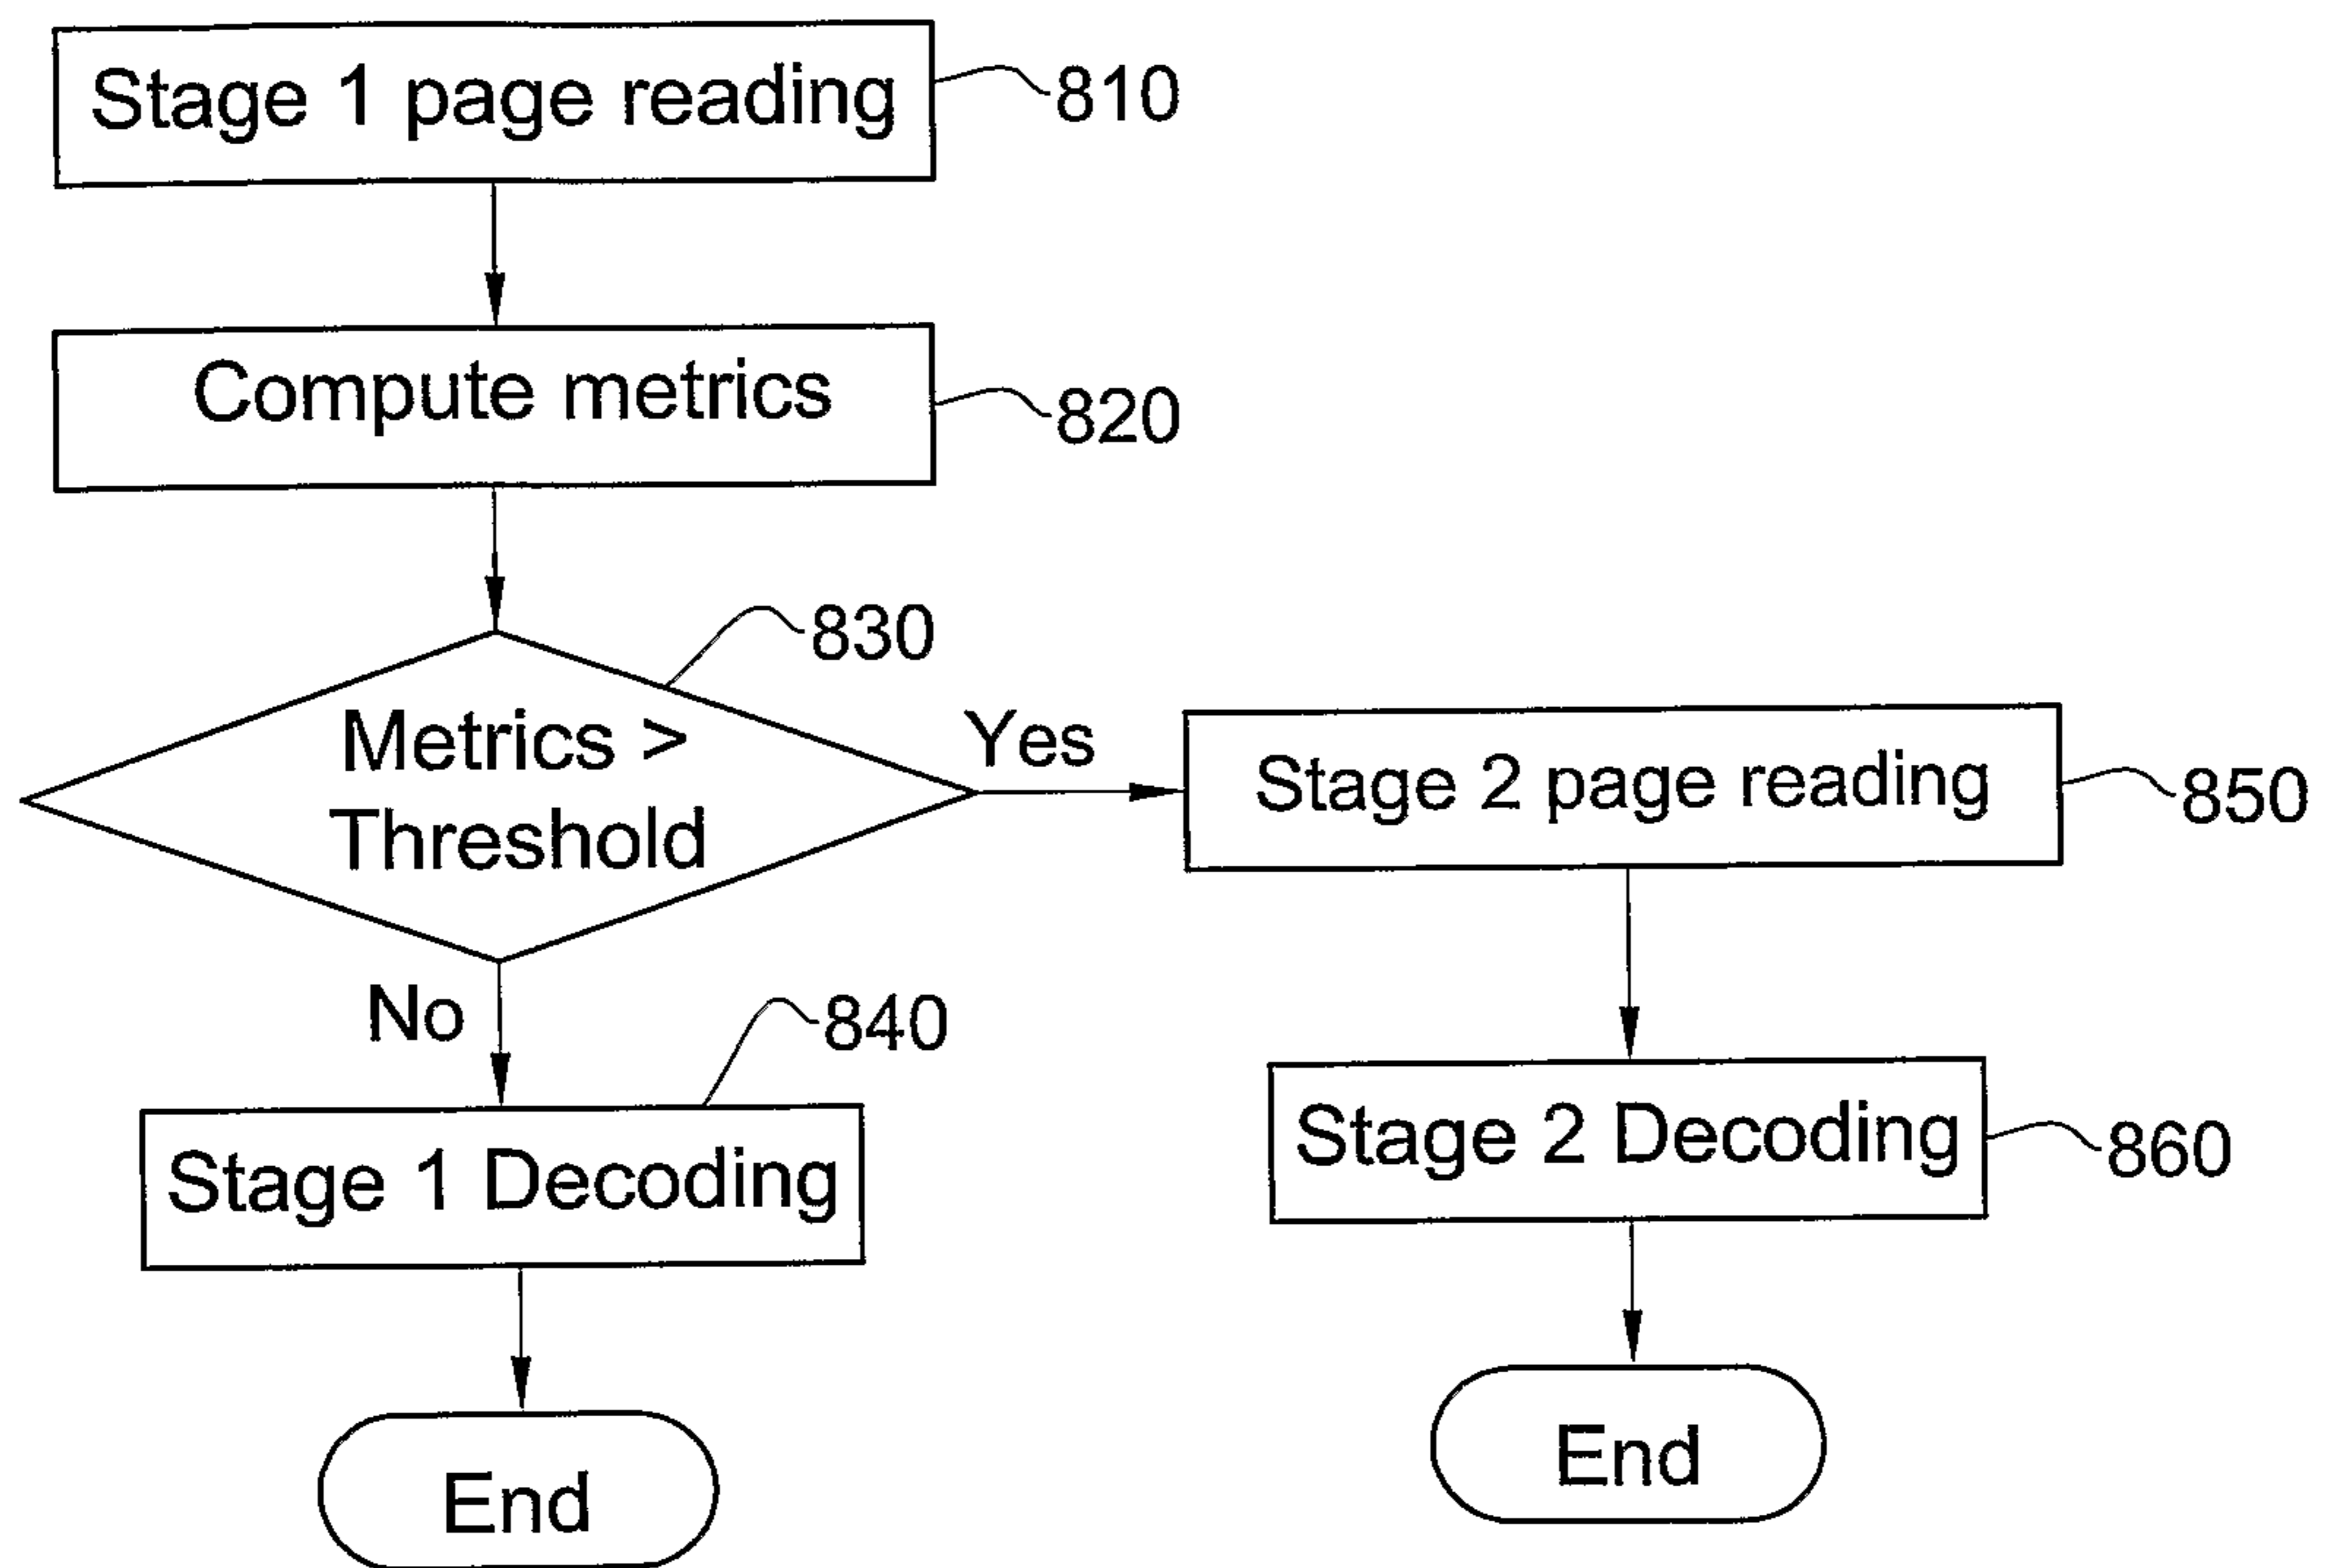 Stage 1 page reading
810
Compute metrics
820
830
Metrics >
Threshold
Yes
Stage 2 page reading
850
No
840
Stage 1 Decoding
Stage 2 Decoding
860
End
End